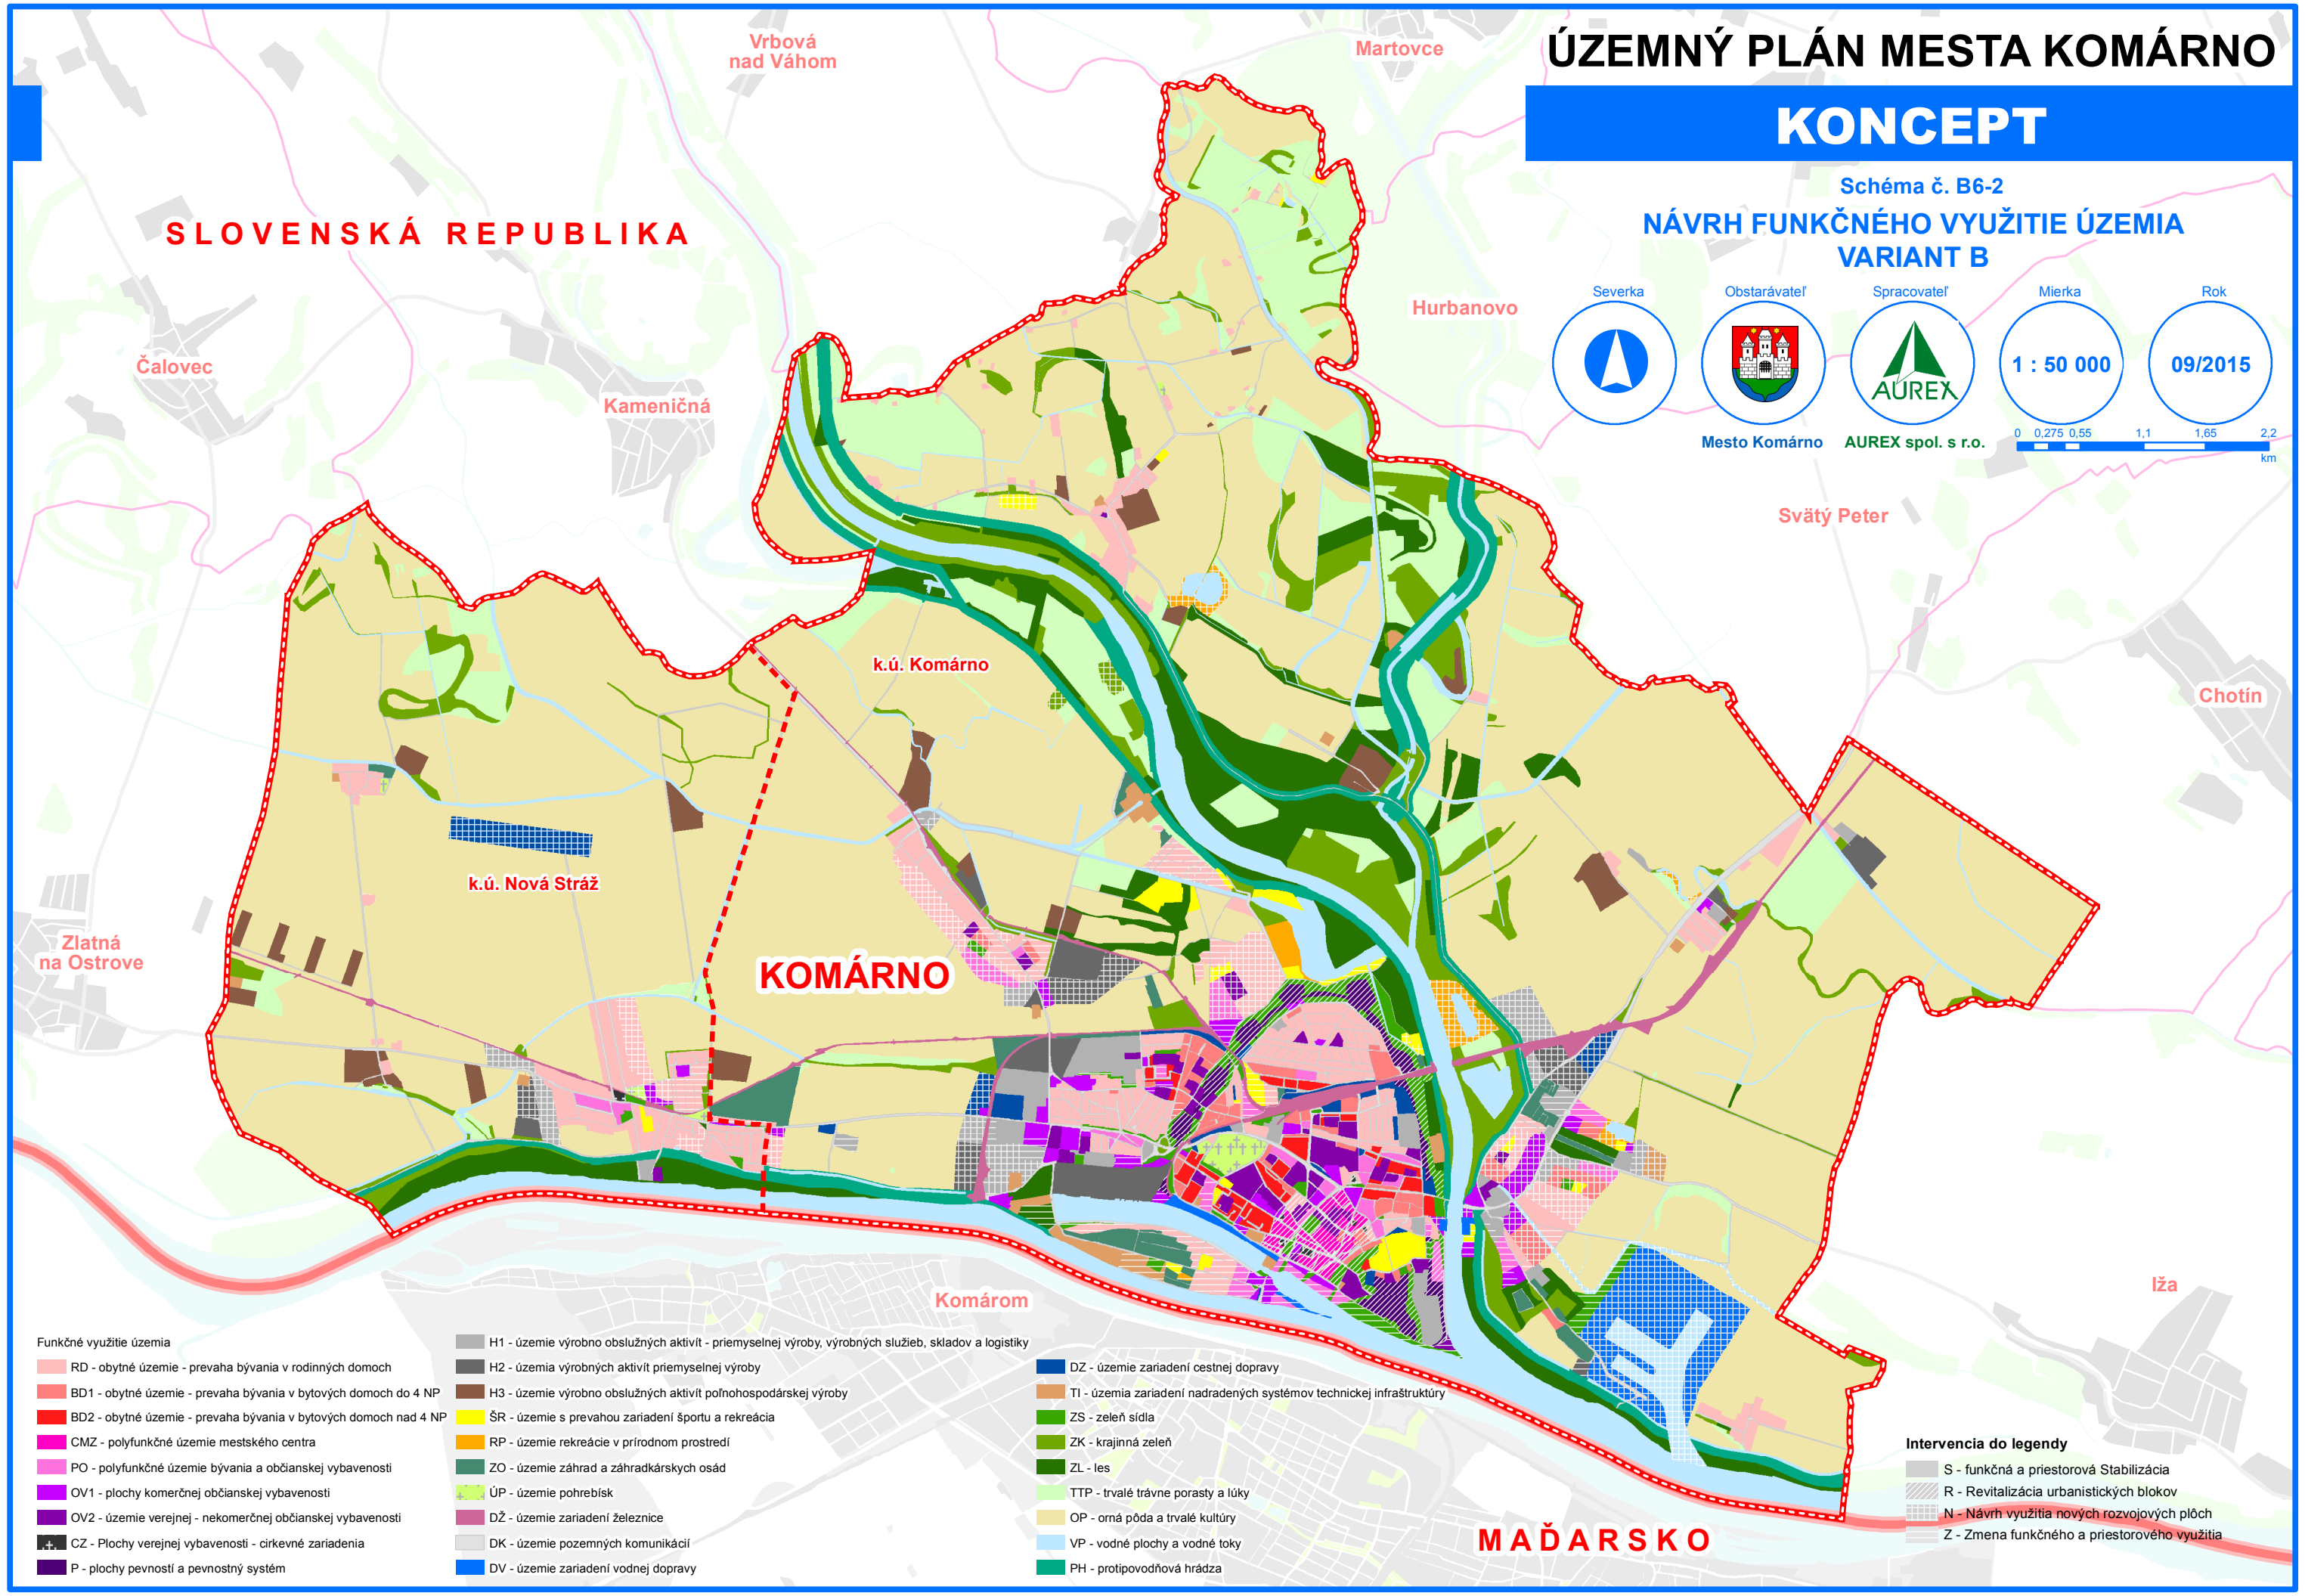 ÚZEMNÝ PLÁN MESTA KOMÁRNO
KONCEPT
Schéma č. B6-2
NÁVRH FUNKČNÉHO VYUŽITIE ÚZEMIA
VARIANT B
Severka
Obstarávateľ
Spracovateľ
Mierka
Rok
AUREX
1 : 50 000
09/2015
Mesto Komárno
AUREX spol. s r.o.
0 0,275 0,55 1,1 1,65 2,2
km
Vrbová
nad Váhom
Martovce
SLOVENSKÁ REPUBLIKA
Hurbanovo
Čalovec
Kameničná
Svätý Peter
k.ú. Komárno
Chotín
k.ú. Nová Stráž
Zlatná
na Ostrove
KOMÁRNO
Iža
Komárom
MAĎARSKO
Funkčné využitie územia
RD - obytné územie - prevaha bývania v rodinných domoch
BD1 - obytné územie - prevaha bývania v bytových domoch do 4 NP
BD2 - obytné územie - prevaha bývania v bytových domoch nad 4 NP
CMZ - polyfunkčné územie mestského centra
PO - polyfunkčné územie bývania a občianskej vybavenosti
OV1 - plochy komerčnej občianskej vybavenosti
OV2 - územie verejnej - nekomerčnej občianskej vybavenosti
CZ - Plochy verejnej vybavenosti - cirkevné zariadenia
P - plochy pevností a pevnostný systém
H1 - územie výrobno obslužných aktivít - priemyselnej výroby, výrobných služieb, skladov a logistiky
H2 - územia výrobných aktivít priemyselnej výroby
H3 - územie výrobno obslužných aktivít poľnohospodárskej výroby
ŠR - územie s prevahou zariadení športu a rekreácia
RP - územie rekreácie v prírodnom prostredí
ZO - územie záhrad a záhradkárskych osád
ÚP - územie pohrebísk
DŽ - územie zariadení železnice
DK - územie pozemných komunikácií
DV - územie zariadení vodnej dopravy
DZ - územie zariadení cestnej dopravy
TI - územia zariadení nadradených systémov technickej infraštruktúry
ZS - zeleň sídla
ZK - krajinná zeleň
ZL - les
TTP - trvalé trávne porasty a lúky
OP - orná pôda a trvalé kultúry
VP - vodné plochy a vodné toky
PH - protipovodňová hrádza
Intervencia do legendy
S - funkčná a priestorová Stabilizácia
R - Revitalizácia urbanistických blokov
N - Návrh využitia nových rozvojových plôch
Z - Zmena funkčného a priestorového využitia